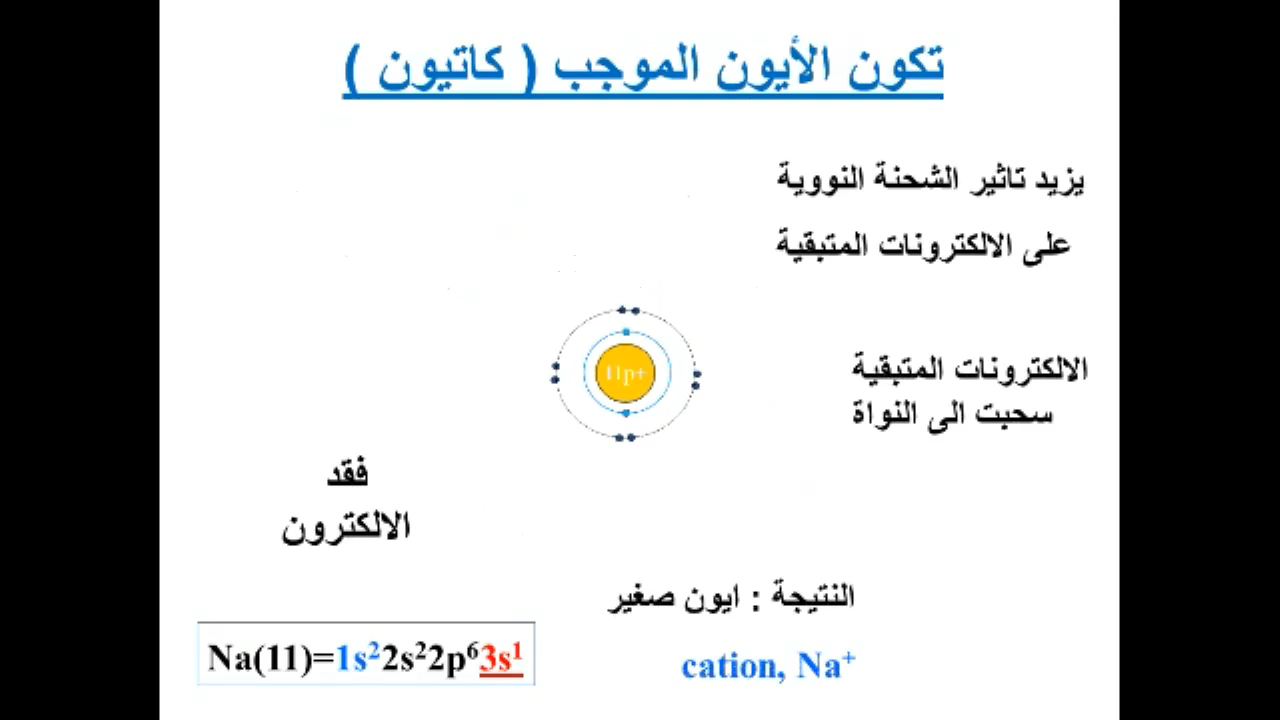 تكون الأيون الموجب ( كاتيون )
يزيد تاثير الشحنة النووية
على الالكترونات المتبقية
11p+
الالكترونات المتبقية
سحبت الى النواة
فقد
الالكترون
النتيجة : ايون صغير
Na(11)=1s²2s²2p⁶3s¹
cation, Na⁺